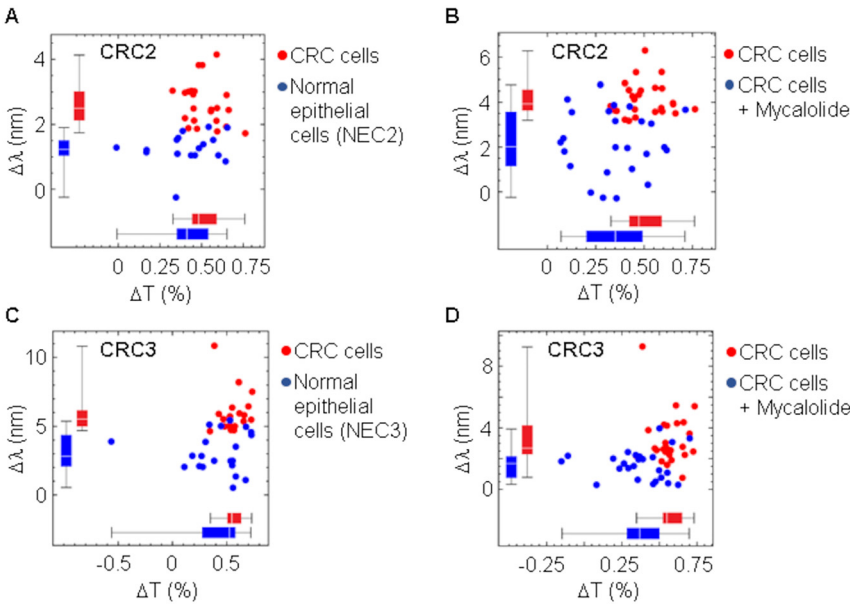 A
CRC2
Δλ (nm)
4
2
0
0
0.25
0.50
0.75
ΔT (%)
CRC cells
Normal
epithelial
cells (NEC2)
B
CRC2
Δλ (nm)
6
4
2
0
0
0.25
0.50
0.75
ΔT (%)
CRC cells
CRC cells
+ Mycalolide
C
CRC3
Δλ (nm)
10
5
0
-0.5
0
0.5
ΔT (%)
CRC cells
Normal
epithelial
cells (NEC3)
D
CRC3
Δλ (nm)
8
4
2
0
-0.25
0.25
0.75
ΔT (%)
CRC cells
CRC cells
+ Mycalolide